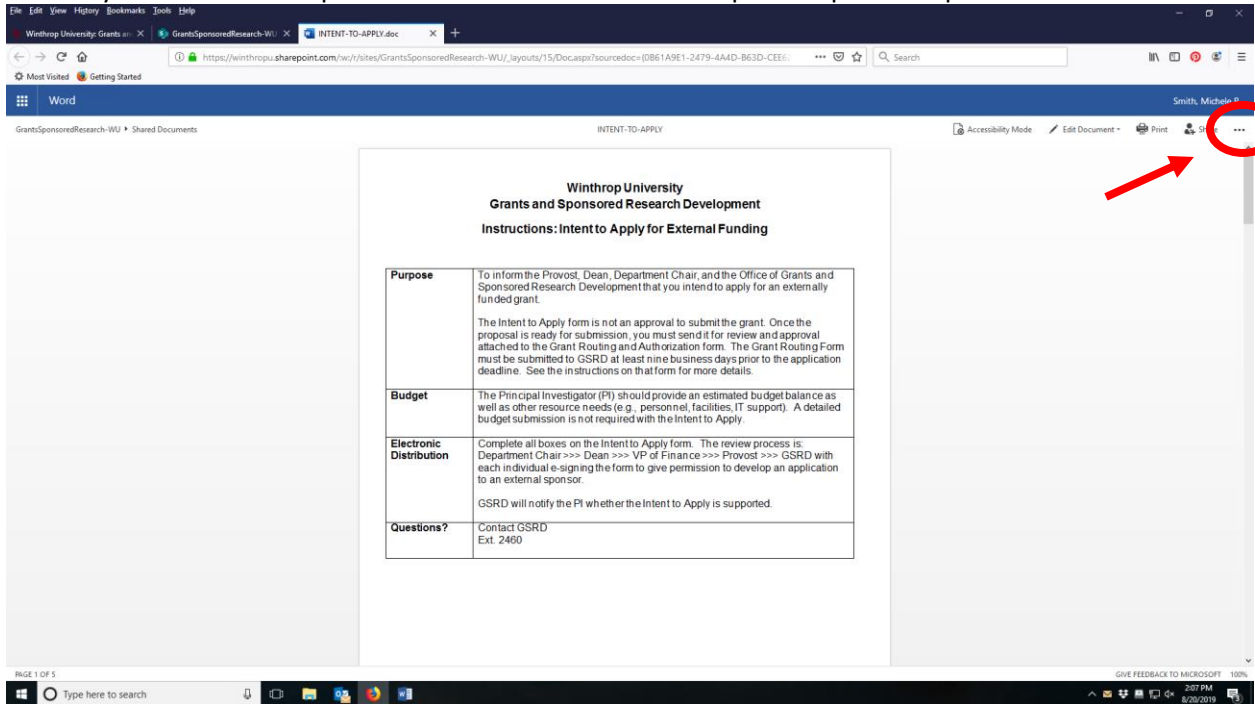 File Edit View History Bookmarks Tools Help
Winthrop University: Grants an
GrantsSponsoredResearch-WU
INTENT-TO-APPLY.doc
https://winthropu.sharepoint.com/:w:/r/sites/GrantsSponsoredResearch-WU/_layouts/15/Doc.aspx?sourcedoc={0B61A9E1-2479-4A4D-B63D-CEE6
Search
Most Visited Getting Started
Word
Smith, Michele P
GrantsSponsoredResearch-WU Shared Documents
INTENT-TO-APPLY
Accessibility Mode Edit Document Print
Winthrop University
Grants and Sponsored Research Development
Instructions: Intent to Apply for External Funding
Purpose
To inform the Provost, Dean, Department Chair, and the Office of Grants and
Sponsored Research Development that you intend to apply for an externally
funded grant.
The Intent to Apply form is not an approval to submit the grant. Once the
proposal is ready for submission, you must send it for review and approval
attached to the Grant Routing and Authorization form. The Grant Routing Form
must be submitted to GSRD at least nine business days prior to the application
deadline. See the instructions on that form for more details.
Budget
The Principal Investigator (PI) should provide an estimated budget balance as
well as other resource needs (e.g., personnel, facilities, IT support). A detailed
budget submission is not required with the Intent to Apply.
Electronic
Distribution
Complete all boxes on the Intent to Apply form. The review process is:
Department Chair >>> Dean >>> VP of Finance >>> Provost >>> GSRD with
each individual e-signing the form to give permission to develop an application
to an external sponsor.
GSRD will notify the PI whether the Intent to Apply is supported.
Questions?
Contact GSRD
Ext. 2460
PAGE 1 OF 5
GIVE FEEDBACK TO MICROSOFT 100%
Type here to search
2:07 PM
8/20/2019